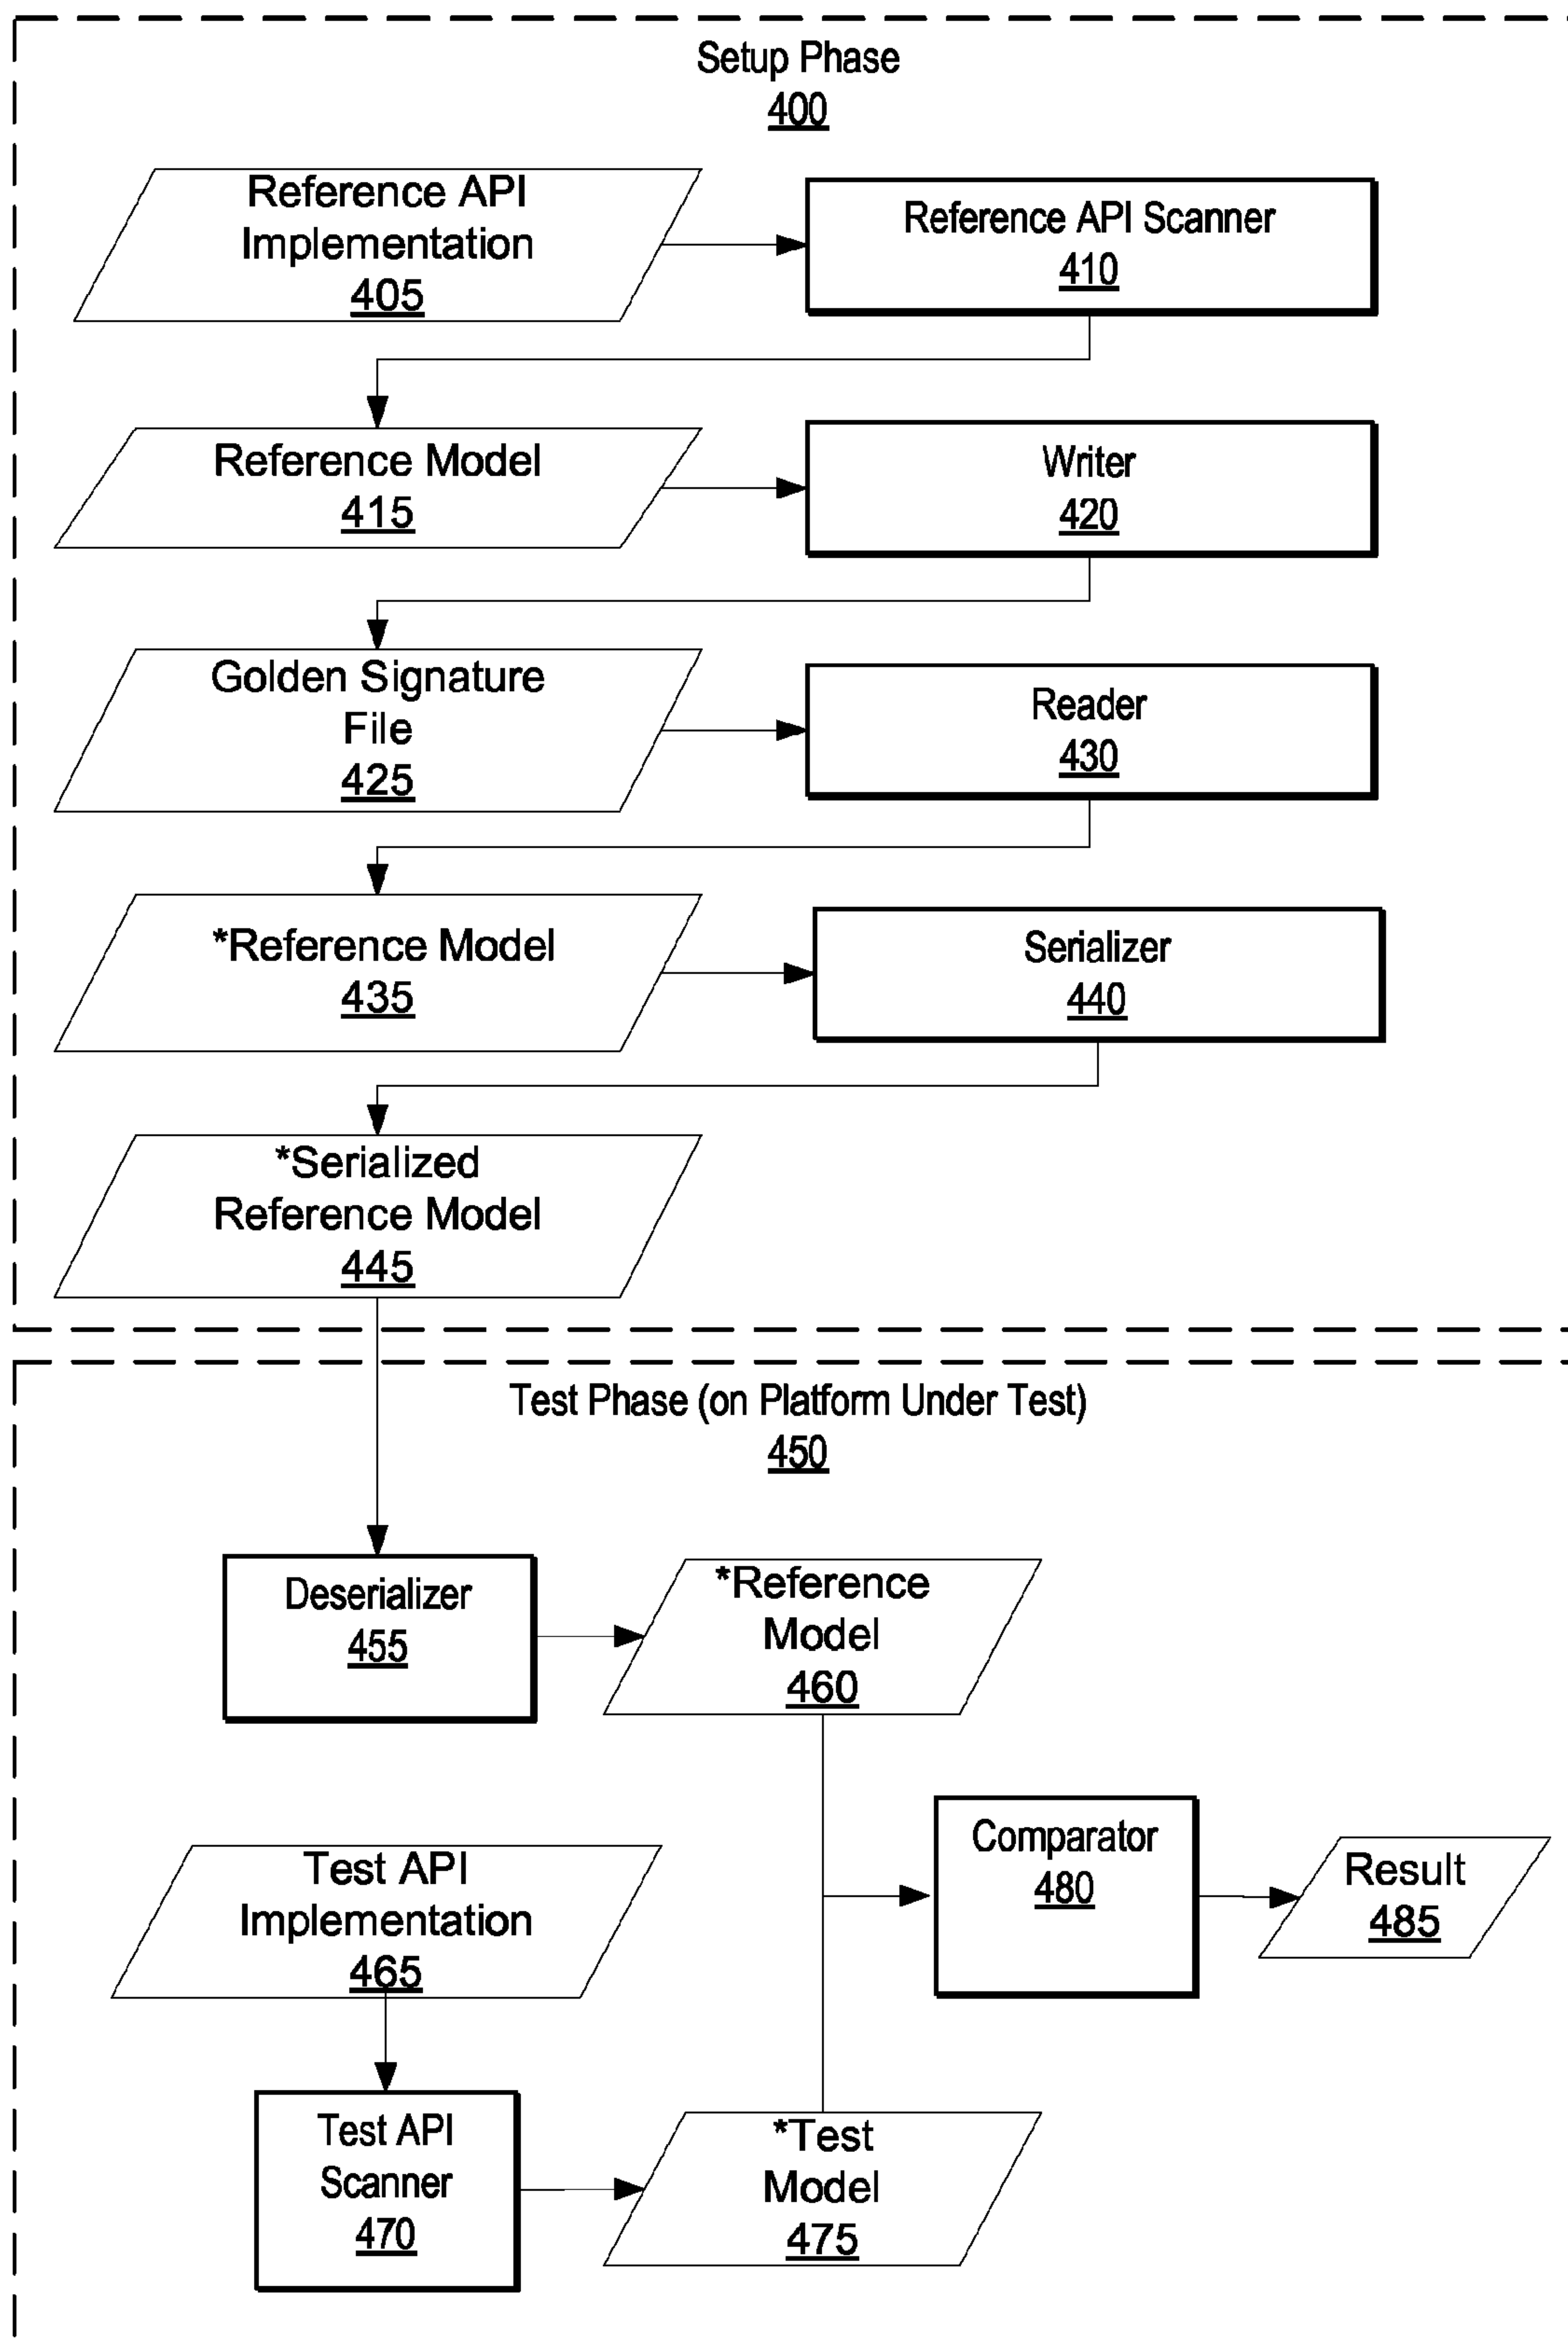 Setup Phase
400
Reference API
Implementation
405
Reference API Scanner
410
Reference Model
415
Writer
420
Golden Signature
File
425
Reader
430
*Reference Model
435
Serializer
440
*Serialized
Reference Model
445
Test Phase (on Platform Under Test)
450
Deserializer
455
*Reference
Model
460
Test API
Implementation
465
Comparator
480
Result
485
Test API
Scanner
470
*Test
Model
475